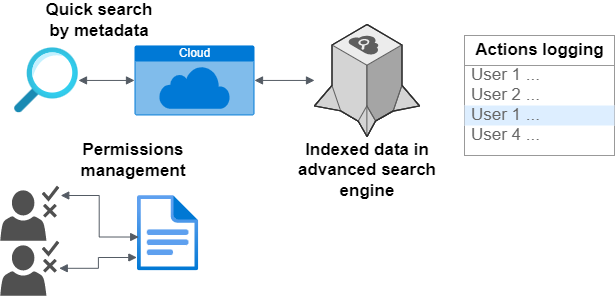 Quick search
by metadata
Cloud
Indexed data in
advanced search
engine
Actions logging
User 1 ...
User 2 ...
User 1 ...
User 4 ...
Permissions
management